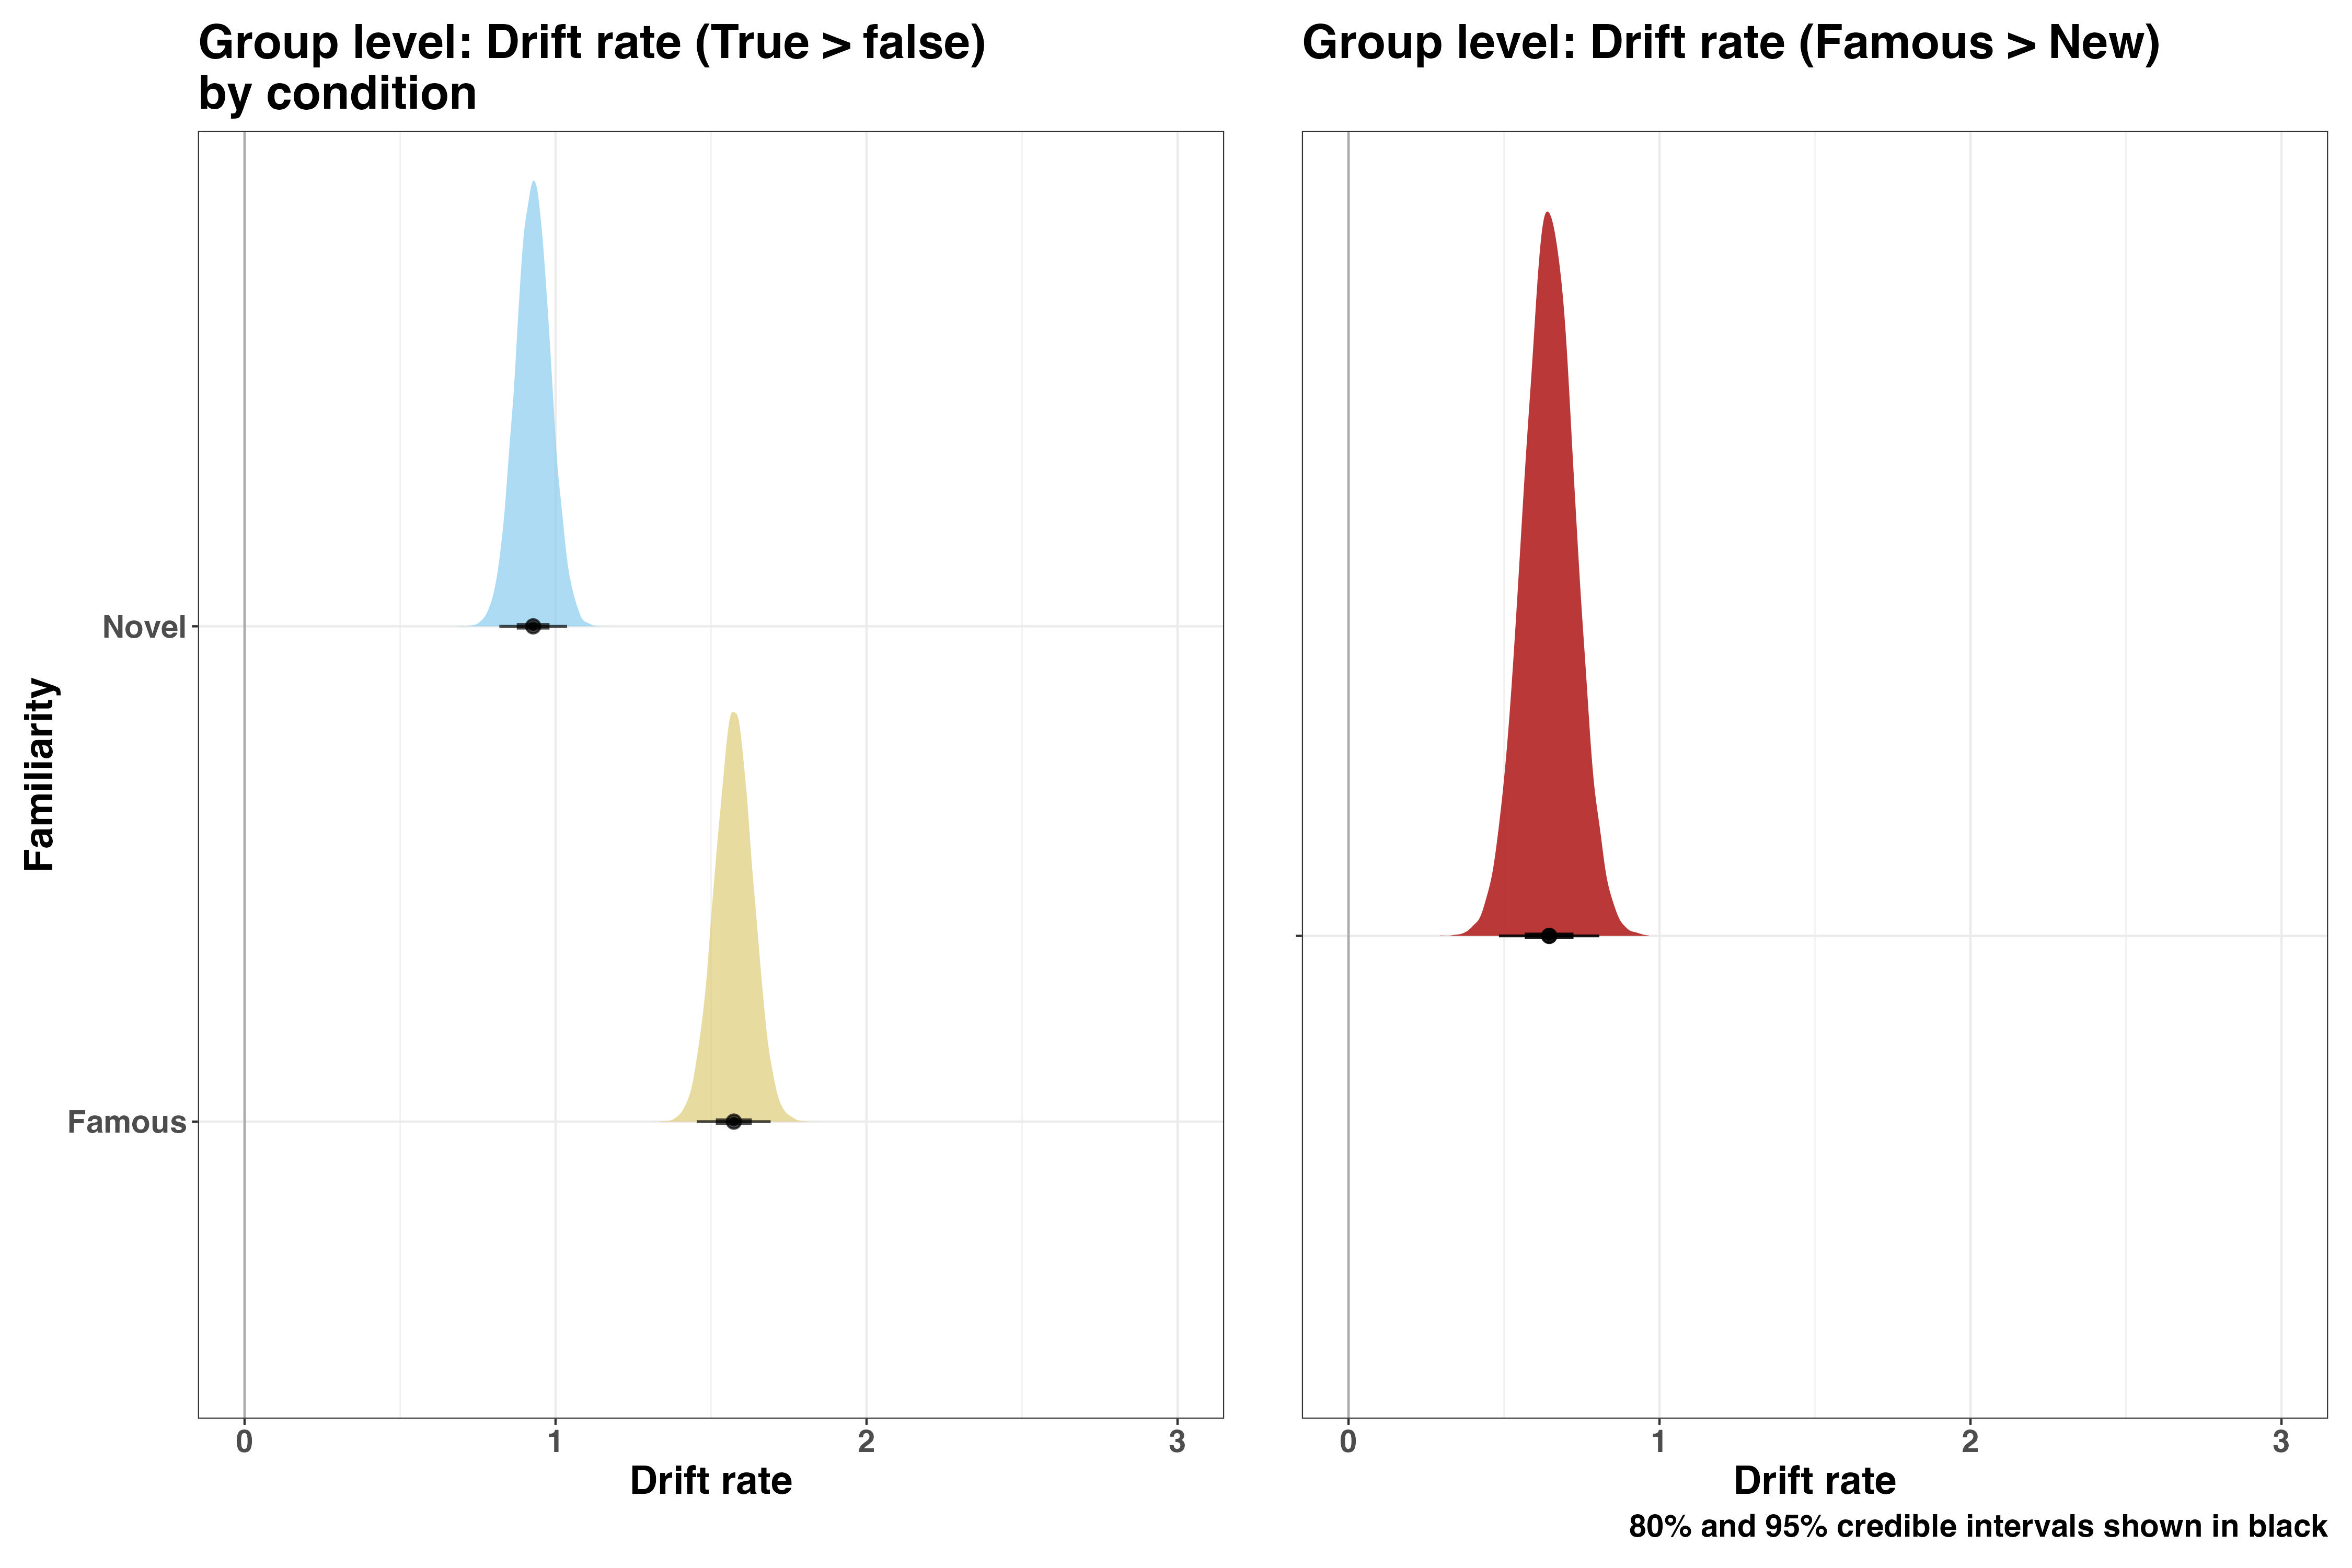 Group level: Drift rate (True > false)
by condition
Group level: Drift rate (Famous > New)
Familiarity
Novel
Famous
0 1 2 3
0 1 2 3
Drift rate
Drift rate
80% and 95% credible intervals shown in black